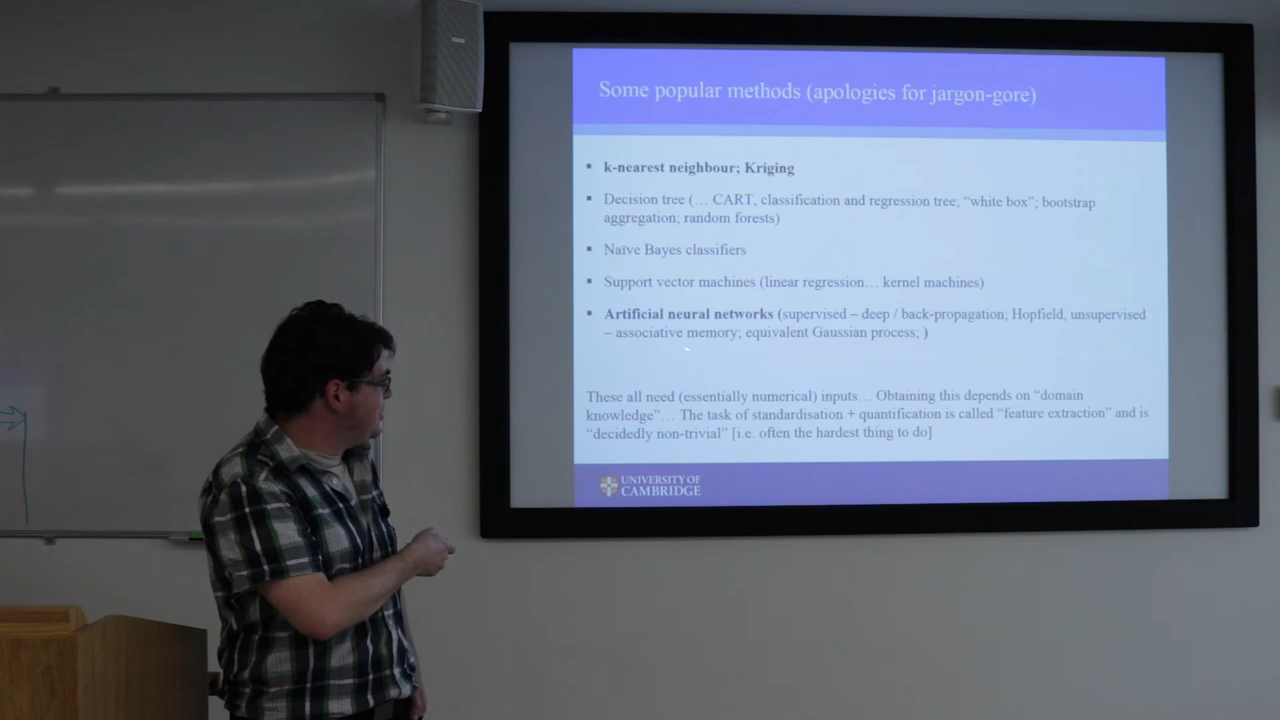 Some popular methods (apologies for jargon-gore)
▪ k-nearest neighbour; Kriging
▪ Decision tree (… CART, classification and regression tree; “white box”; bootstrap
aggregation; random forests)
▪ Naïve Bayes classifiers
▪ Support vector machines (linear regression… kernel machines)
▪ Artificial neural networks (supervised – deep / back-propagation; Hopfield, unsupervised
– associative memory; equivalent Gaussian process; )
These all need (essentially numerical) inputs… Obtaining this depends on “domain
knowledge”… The task of standardisation + quantification is called “feature extraction” and is
“decidedly non-trivial” [i.e. often the hardest thing to do]
UNIVERSITY OF
CAMBRIDGE